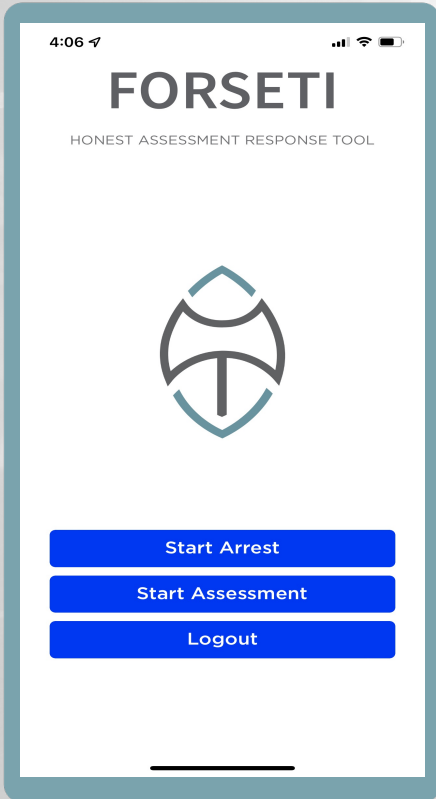 4:06
FORSETI
HONEST ASSESSMENT RESPONSE TOOL
Start Arrest
Start Assessment
Logout